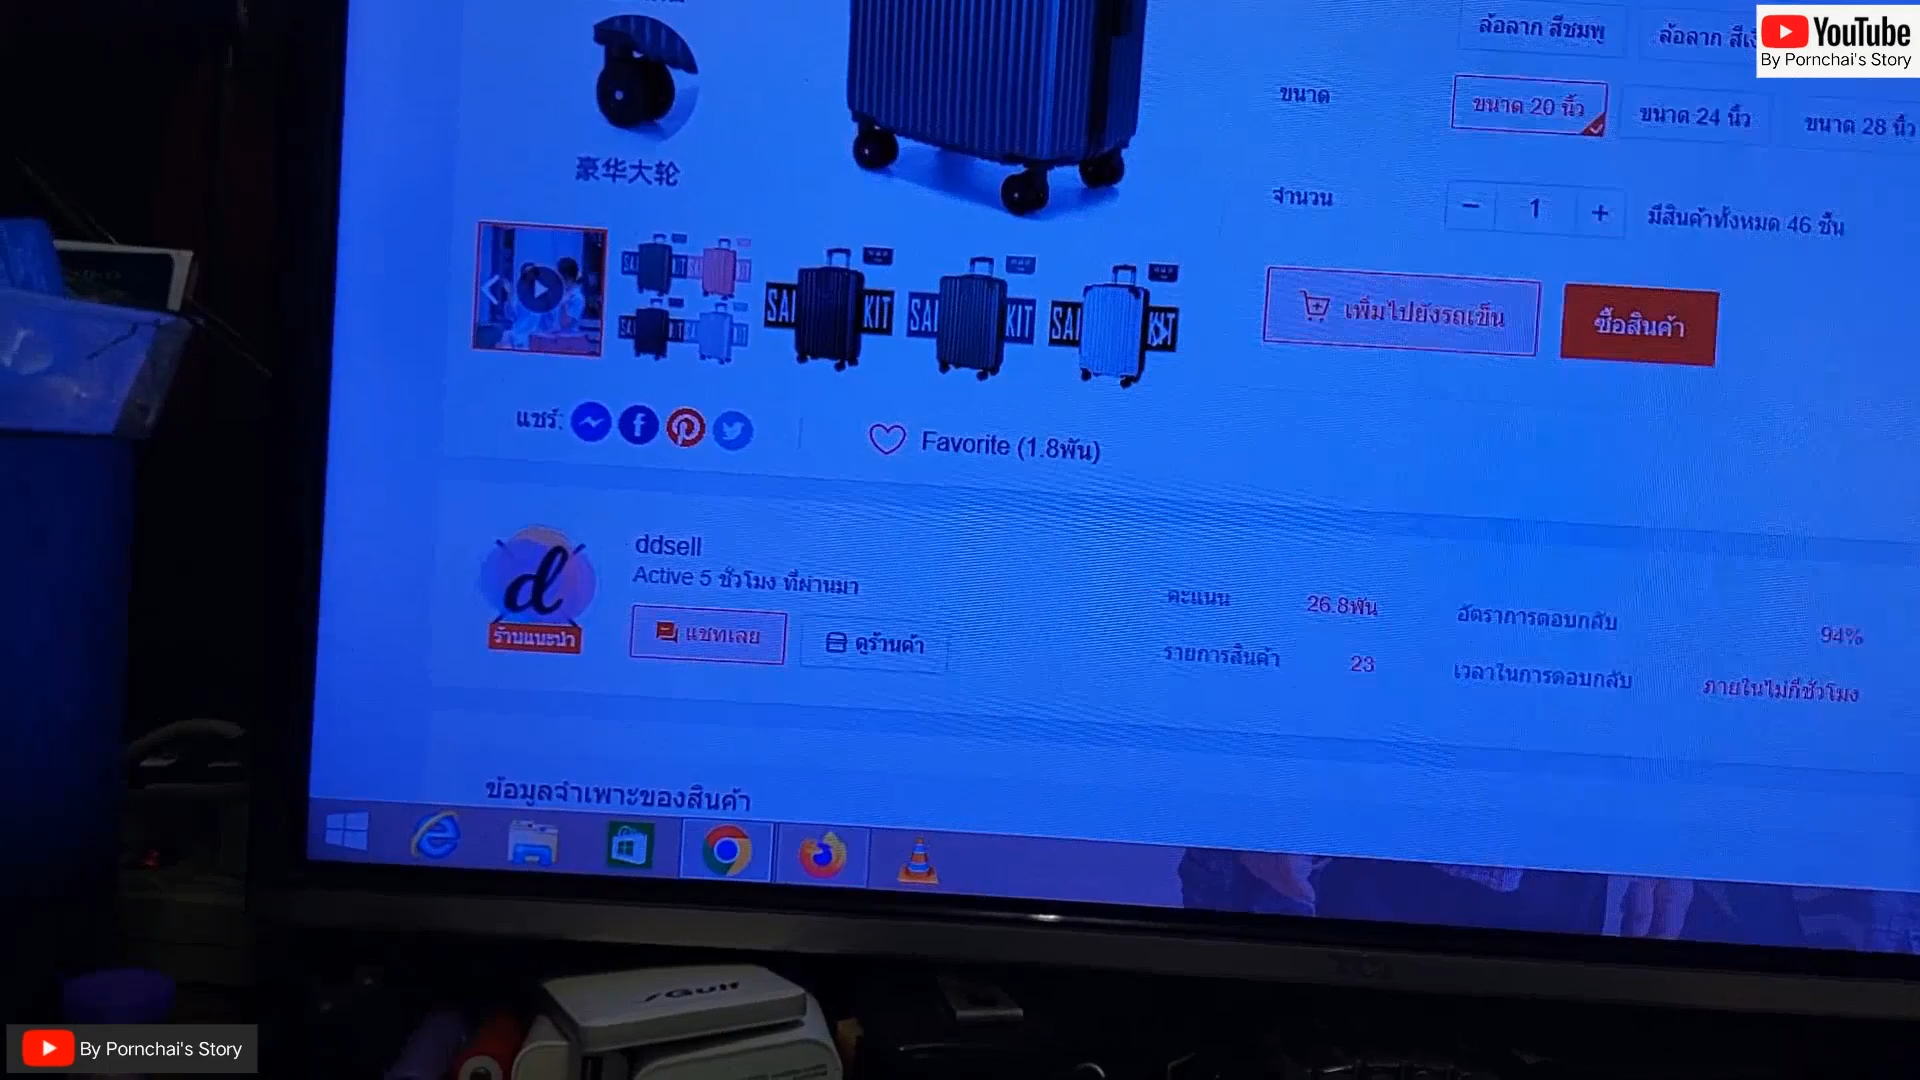 YouTube
By Pornchai's Story
ล้อลาก สีชมพู
ล้อลาก
ขนาด
ขนาด 20 นิ้ว
ขนาด 24 นิ้ว
ขนาด 28 นิ้ว
豪华大轮
จำนวน
− 1 +
มีสินค้าทั้งหมด 46 ชิ้น
SAI KIT
SAI KIT
SAI KIT
เพิ่มไปยังรถเข็น
ซื้อสินค้า
แชร์:
Favorite (1.8พัน)
ddsell
Active 5 ชั่วโมง ที่ผ่านมา
ร้านแนะนำ
แชทเลย
ดูร้านค้า
คะแนน 26.8พัน
อัตราการตอบกลับ 94%
รายการสินค้า 23
เวลาในการตอบกลับ ภายในไม่กี่ชั่วโมง
ข้อมูลจำเพาะของสินค้า
TCL
Gulf
By Pornchai's Story